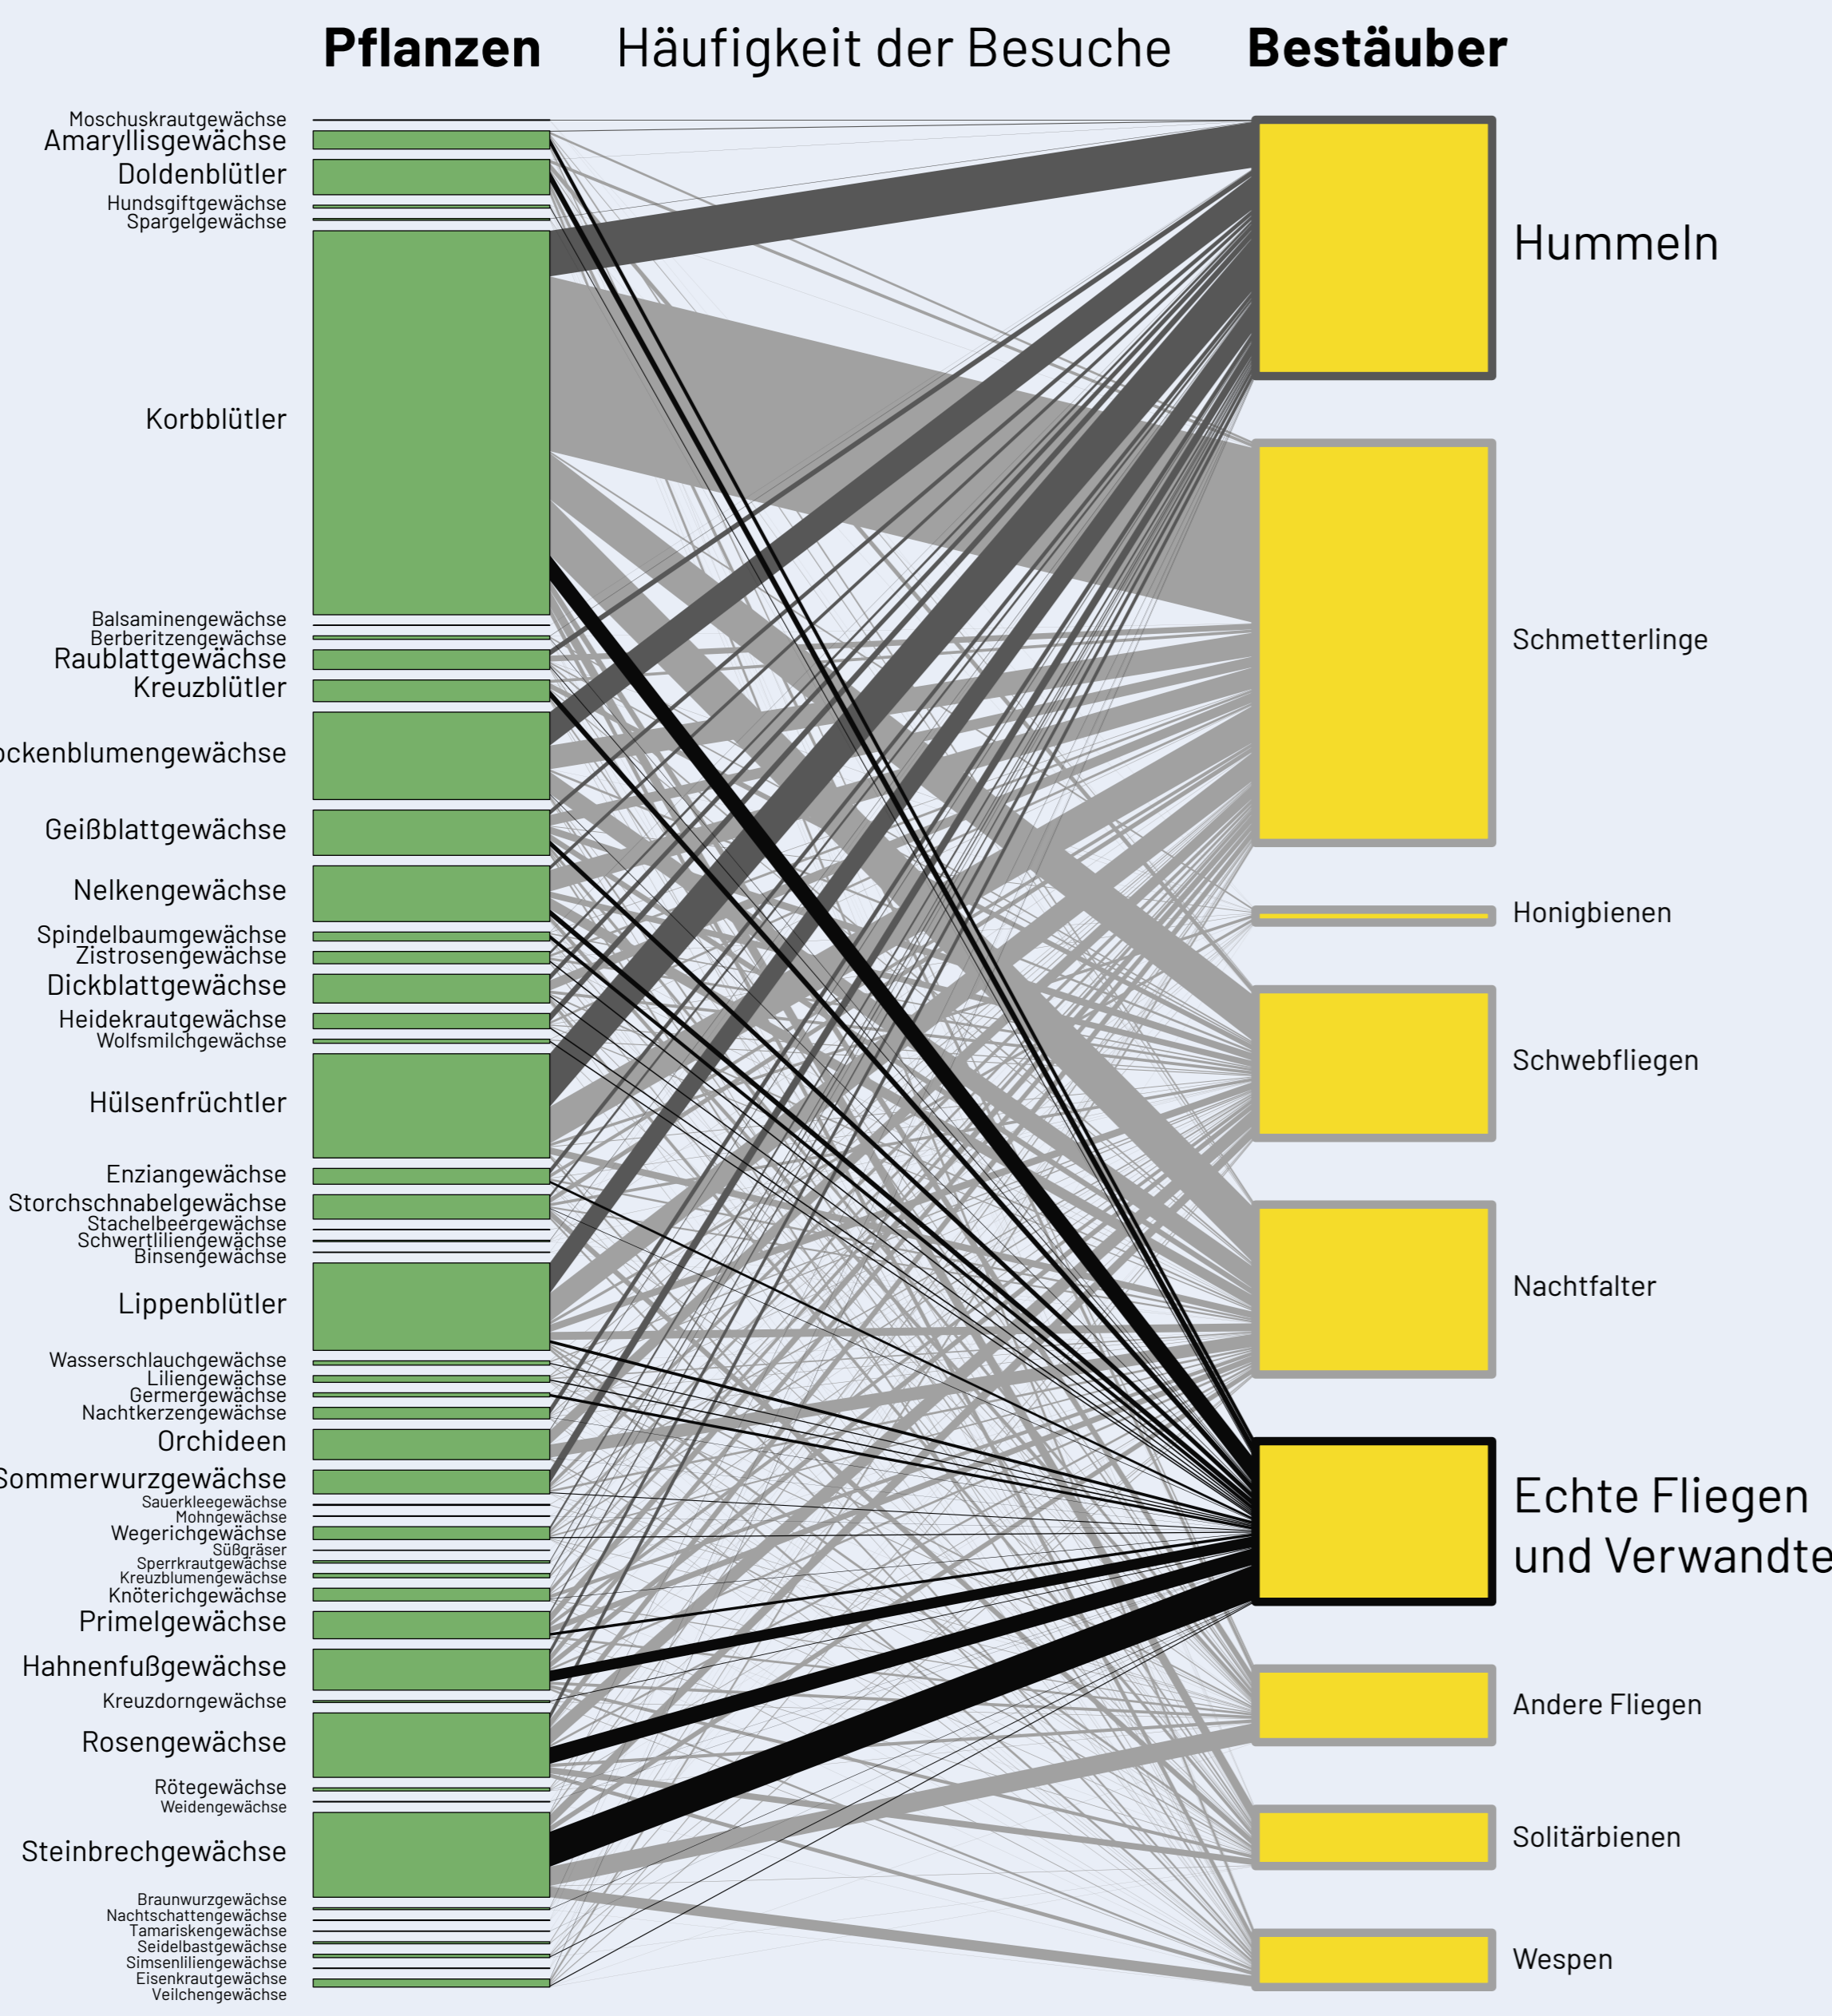 Pflanzen
Häufigkeit der Besuche
Bestäuber
Moschuskrautgewächse
Amaryllisgewächse
Doldenblütler
Hundsgiftgewächse
Spargelgewächse
Korbblütler
Balsaminengewächse
Berberitzengewächse
Raublattgewächse
Kreuzblütler
ockenblumengewächse
Geißblattgewächse
Nelkengewächse
Spindelbaumgewächse
Zistrosengewächse
Dickblattgewächse
Heidekrautgewächse
Wolfsmilchgewächse
Hülsenfrüchtler
Enziangewächse
Storchschnabelgewächse
Stachelbeergewächse
Schwertliliengewächse
Binsengewächse
Lippenblütler
Wasserschlauchgewächse
Liliengewächse
Germergewächse
Nachtkerzengewächse
Orchideen
Sommerwurzgewächse
Sauerkleegewächse
Mohngewächse
Wegerichgewächse
Süßgräser
Sperrkrautgewächse
Kreuzblumengewächse
Knöterichgewächse
Primelgewächse
Hahnenfußgewächse
Kreuzdorngewächse
Rosengewächse
Rötegewächse
Weidengewächse
Steinbrechgewächse
Braunwurzgewächse
Nachtschattengewächse
Tamariskengewächse
Seidelbastgewächse
Simsenliliengewächse
Eisenkrautgewächse
Veilchengewächse
Hummeln
Schmetterlinge
Honigbienen
Schwebfliegen
Nachtfalter
Echte Fliegen
und Verwandte
Andere Fliegen
Solitärbienen
Wespen